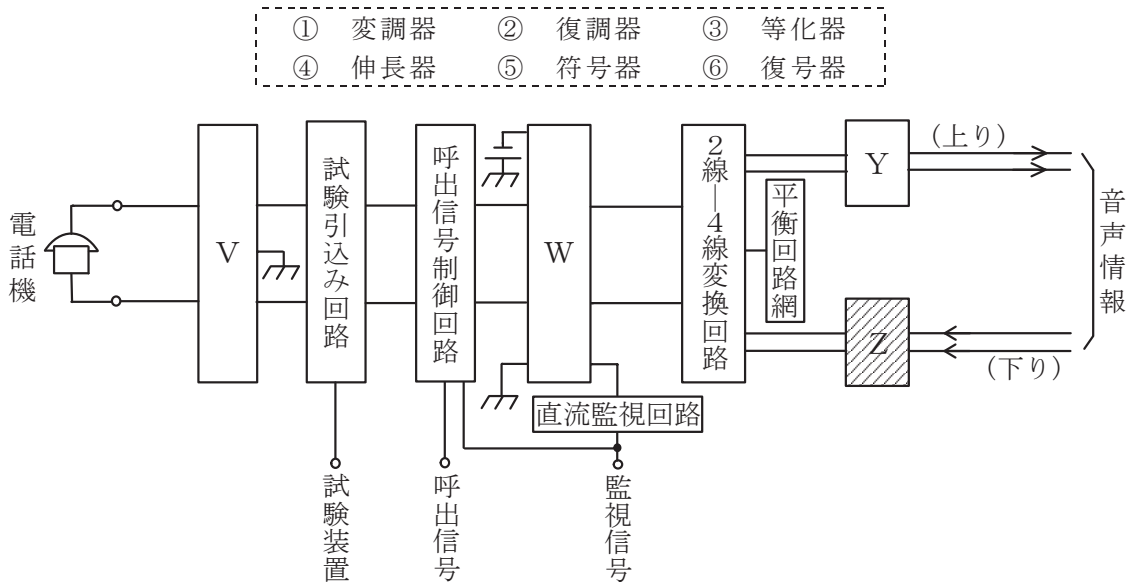 ① 変調器 ② 復調器 ③ 等化器
④ 伸長器 ⑤ 符号器 ⑥ 復号器
電話機
V
試験引込み回路
呼出信号制御回路
W
2線―4線変換回路
平衡回路網
Y
(上り)
音声情報
Z
(下り)
直流監視回路
試験装置
呼出信号
監視信号